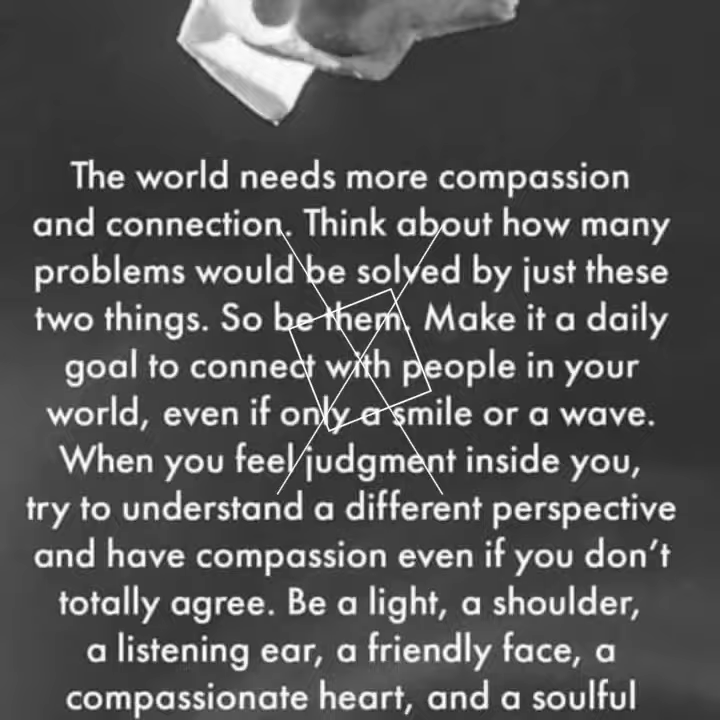 The world needs more compassion
and connection. Think about how many
problems would be solved by just these
two things. So be them. Make it a daily
goal to connect with people in your
world, even if only a smile or a wave.
When you feel judgment inside you,
try to understand a different perspective
and have compassion even if you don't
totally agree. Be a light, a shoulder,
a listening ear, a friendly face, a
compassionate heart, and a soulful